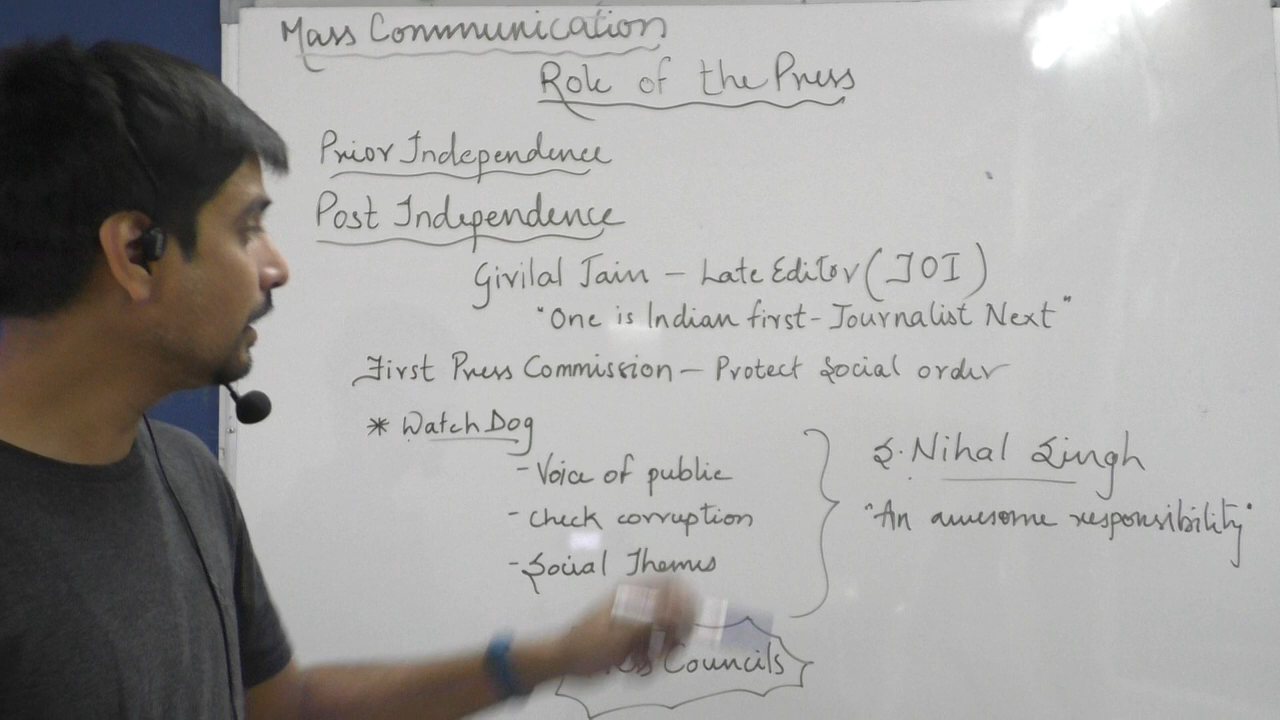 Mass Communication
Role of the Press
Prior Independence
Post Independence
Girilal Jain – Late Editor (TOI)
"One is Indian first - Journalist Next"
First Press Commission – Protect Social order
* Watch Dog
- Voice of public
- check corruption
- Social Themes
S. Nihal Singh
"An awesome responsibility"
Councils